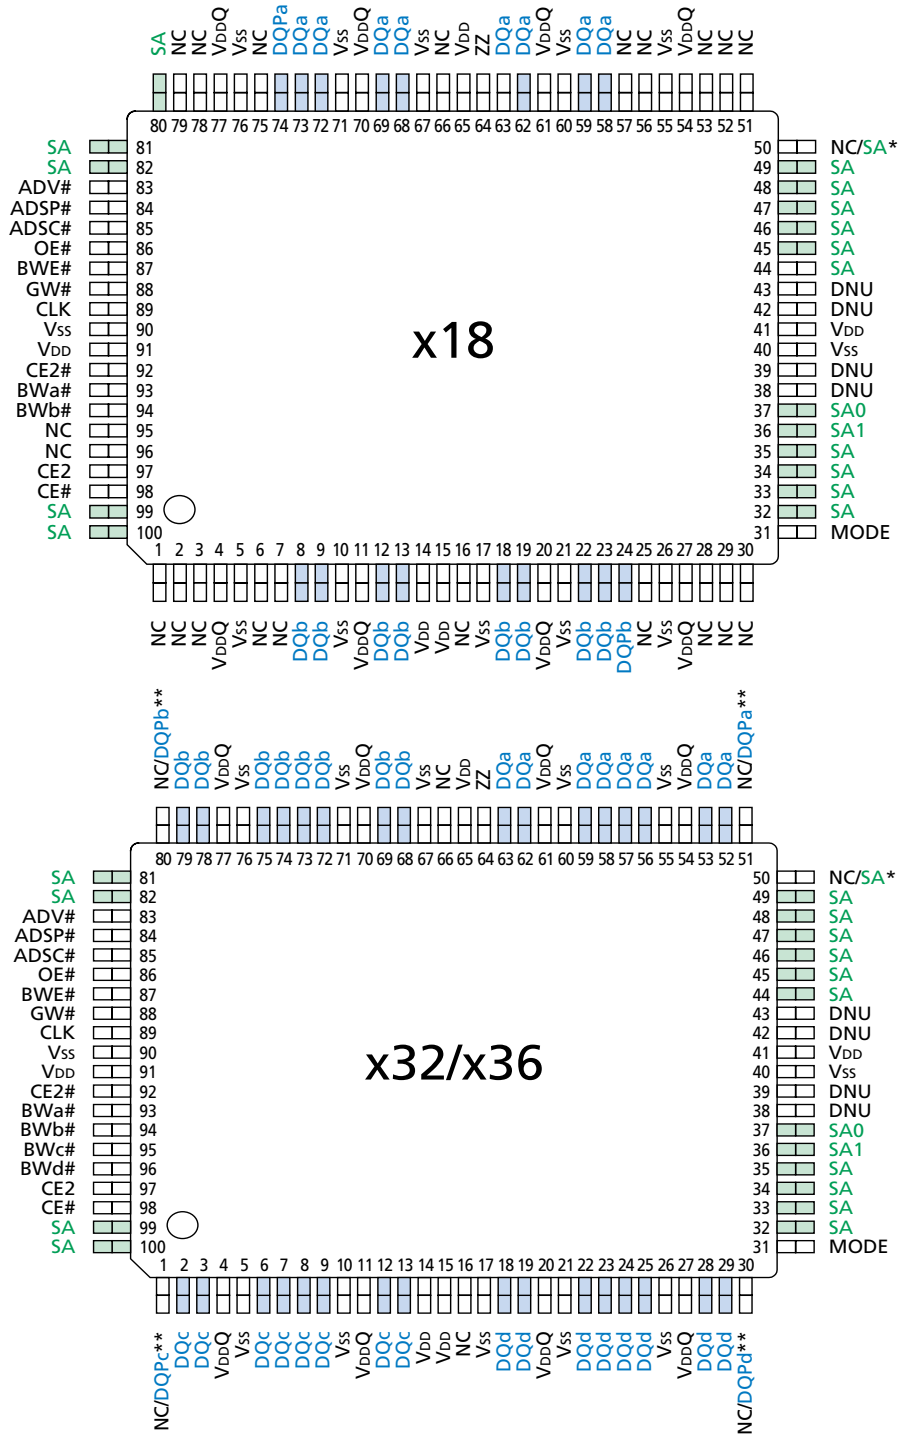 SA NC NC VDDQ Vss NC DQPa DQa DQa Vss VDDQ DQa DQa Vss NC VDD ZZ DQa DQa VDDQ Vss DQa DQa NC NC Vss VDDQ NC NC NC
80 79 78 77 76 75 74 73 72 71 70 69 68 67 66 65 64 63 62 61 60 59 58 57 56 55 54 53 52 51
SA 81 50 NC/SA*
SA 82 49 SA
ADV# 83 48 SA
ADSP# 84 47 SA
ADSC# 85 46 SA
OE# 86 45 SA
BWE# 87 44 SA
GW# 88 43 DNU
CLK 89 42 DNU
Vss 90 41 VDD
x18
VDD 91 40 Vss
CE2# 92 39 DNU
BWa# 93 38 DNU
BWb# 94 37 SA0
NC 95 36 SA1
NC 96 35 SA
CE2 97 34 SA
CE# 98 33 SA
SA 99 32 SA
SA 100 31 MODE
1 2 3 4 5 6 7 8 9 10 11 12 13 14 15 16 17 18 19 20 21 22 23 24 25 26 27 28 29 30
NC NC NC VDDQ Vss NC NC DQb DQb Vss VDDQ DQb DQb VDD VDD NC Vss DQb DQb VDDQ Vss DQb DQb DQPb NC Vss VDDQ NC NC NC
NC/DQPb** DQb DQb VDDQ Vss DQb DQb DQb DQb Vss VDDQ DQb DQb Vss NC VDD ZZ DQa DQa VDDQ Vss DQa DQa DQa DQa Vss VDDQ DQa DQa NC/DQPa**
80 79 78 77 76 75 74 73 72 71 70 69 68 67 66 65 64 63 62 61 60 59 58 57 56 55 54 53 52 51
SA 81 50 NC/SA*
SA 82 49 SA
ADV# 83 48 SA
ADSP# 84 47 SA
ADSC# 85 46 SA
OE# 86 45 SA
BWE# 87 44 SA
GW# 88 43 DNU
CLK 89 42 DNU
Vss 90 41 VDD
x32/x36
VDD 91 40 Vss
CE2# 92 39 DNU
BWa# 93 38 DNU
BWb# 94 37 SA0
BWc# 95 36 SA1
BWd# 96 35 SA
CE2 97 34 SA
CE# 98 33 SA
SA 99 32 SA
SA 100 31 MODE
1 2 3 4 5 6 7 8 9 10 11 12 13 14 15 16 17 18 19 20 21 22 23 24 25 26 27 28 29 30
NC/DQPc** DQc DQc VDDQ Vss DQc DQc DQc DQc Vss VDDQ DQc DQc VDD VDD NC Vss DQd DQd VDDQ Vss DQd DQd DQd DQd Vss VDDQ DQd DQd NC/DQPd**